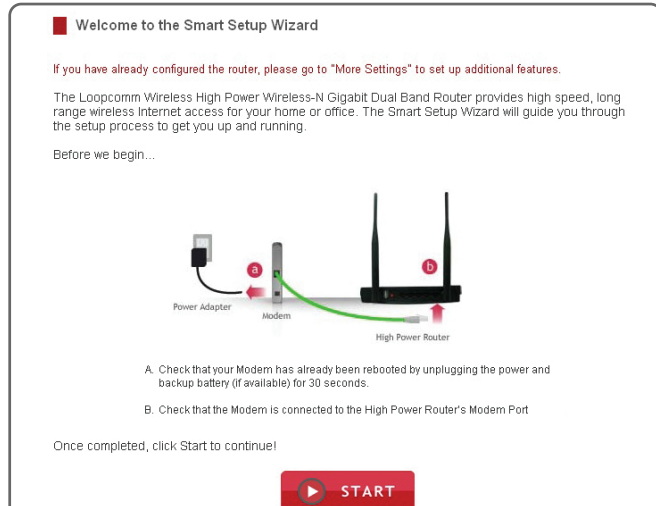 Welcome to the Smart Setup Wizard
If you have already configured the router, please go to "More Settings" to set up additional features.
The Loopcomm Wireless High Power Wireless-N Gigabit Dual Band Router provides high speed, long
range wireless Internet access for your home or office. The Smart Setup Wizard will guide you through
the setup process to get you up and running.
Before we begin...
a
b
Power Adapter
Modem
High Power Router
A. Check that your Modem has already been rebooted by unplugging the power and
backup battery (if available) for 30 seconds.
B. Check that the Modem is connected to the High Power Router's Modem Port
Once completed, click Start to continue!
START